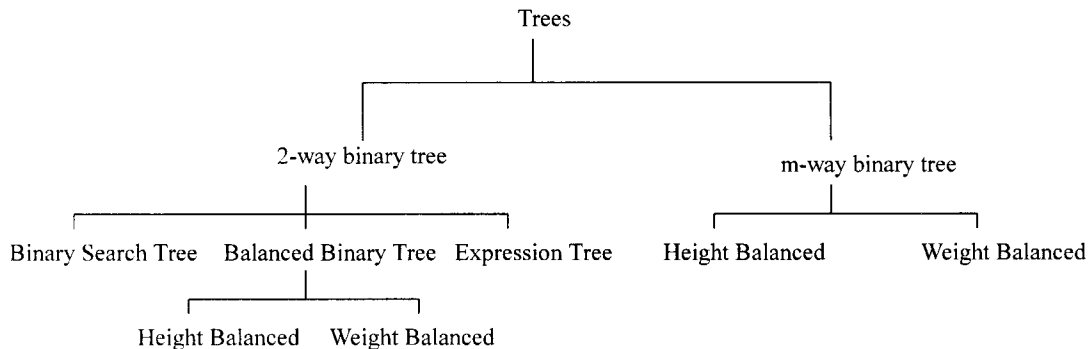 Trees
2-way binary tree
m-way binary tree
Binary Search Tree
Balanced Binary Tree
Expression Tree
Height Balanced
Weight Balanced
Height Balanced
Weight Balanced